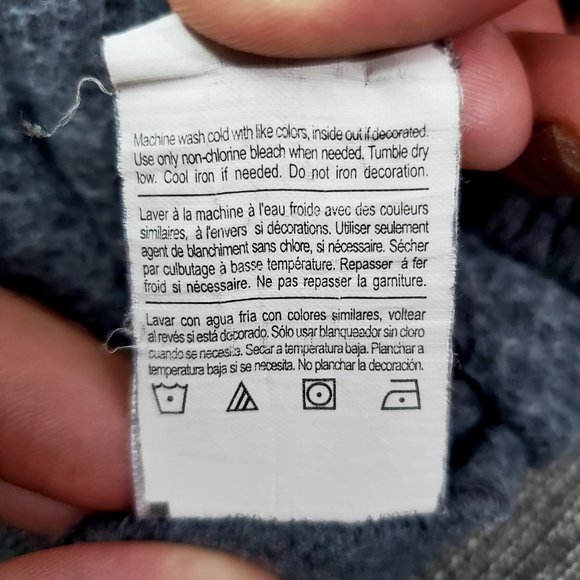 Machine wash cold with like colors, inside out if decorated.
Use only non-chlorine bleach when needed. Tumble dry
low. Cool iron if needed. Do not iron decoration.
Laver à la machine à l'eau froide avec des couleurs
similaires, à l'envers si décorations. Utiliser seulement
agent de blanchiment sans chlore, si nécessaire. Sécher
par culbutage à basse température. Repasser á fer
froid si nécessaire. Ne pas repasser la garniture.
Lavar con agua fria con colores similares, voltear
al revés si está decorado. Sólo usar blanqueador sin cloro
cuando se necesita. Secar a temperatura baja. Planchar a
temperatura baja si se necesita. No planchar la decoración.